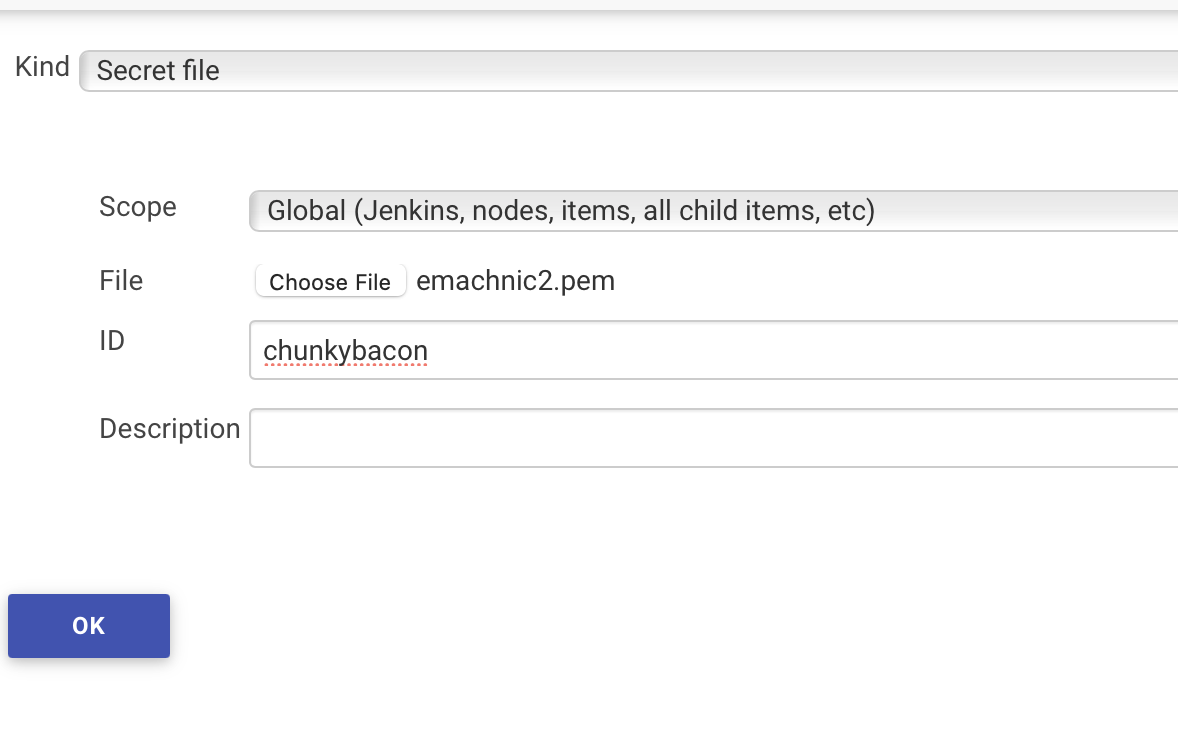 Kind Secret file
Scope Global (Jenkins, nodes, items, all child items, etc)
File Choose File emachnic2.pem
ID chunkybacon
Description
OK